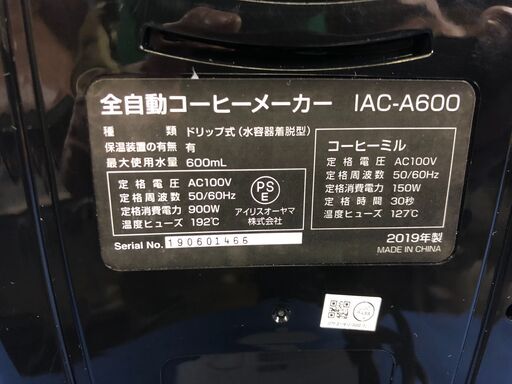 全自動コーヒーメーカー IAC-A600
種 類 ドリップ式(水容器着脱型)
保温装置の有無 有
最大使用水量 600mL
定格電圧 AC100V
定格周波数 50/60Hz
定格消費電力 900W
温度ヒューズ 192℃
PSE
アイリスオーヤマ
株式会社
コーヒーミル
定格電圧 AC100V
定格周波数 50/60Hz
定格消費電力 150W
定格時間 30秒
温度ヒューズ 127℃
Serial No. 190601466
2019年製
MADE IN CHINA